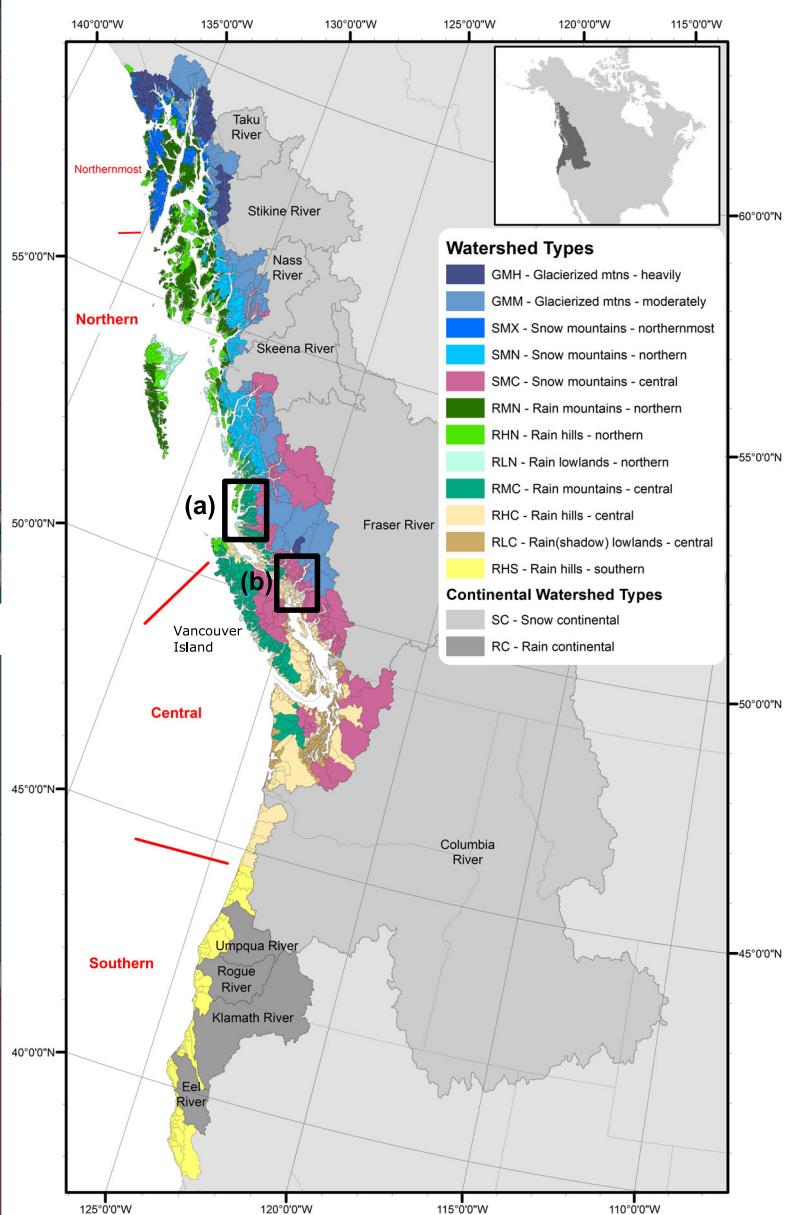 140°0'0"W
135°0'0"W
130°0'0"W
125°0'0"W
120°0'0"W
115°0'0"W
Taku
River
Northernmost
Stikine River
60°0'0"N
55°0'0"N
Nass
River
Northern
Skeena River
Watershed Types
GMH - Glacierized mtns - heavily
GMM - Glacierized mtns - moderately
SMX - Snow mountains - northernmost
SMN - Snow mountains - northern
SMC - Snow mountains - central
RMN - Rain mountains - northern
RHN - Rain hills - northern
RLN - Rain lowlands - northern
RMC - Rain mountains - central
RHC - Rain hills - central
RLC - Rain(shadow) lowlands - central
RHS - Rain hills - southern
Continental Watershed Types
SC - Snow continental
RC - Rain continental
55°0'0"N
(a)
50°0'0"N
Fraser River
(b)
Vancouver
Island
Central
50°0'0"N
45°0'0"N
Columbia
River
Southern
Umpqua River
45°0'0"N
Rogue
River
Klamath River
40°0'0"N
Eel
River
125°0'0"W
120°0'0"W
115°0'0"W
110°0'0"W